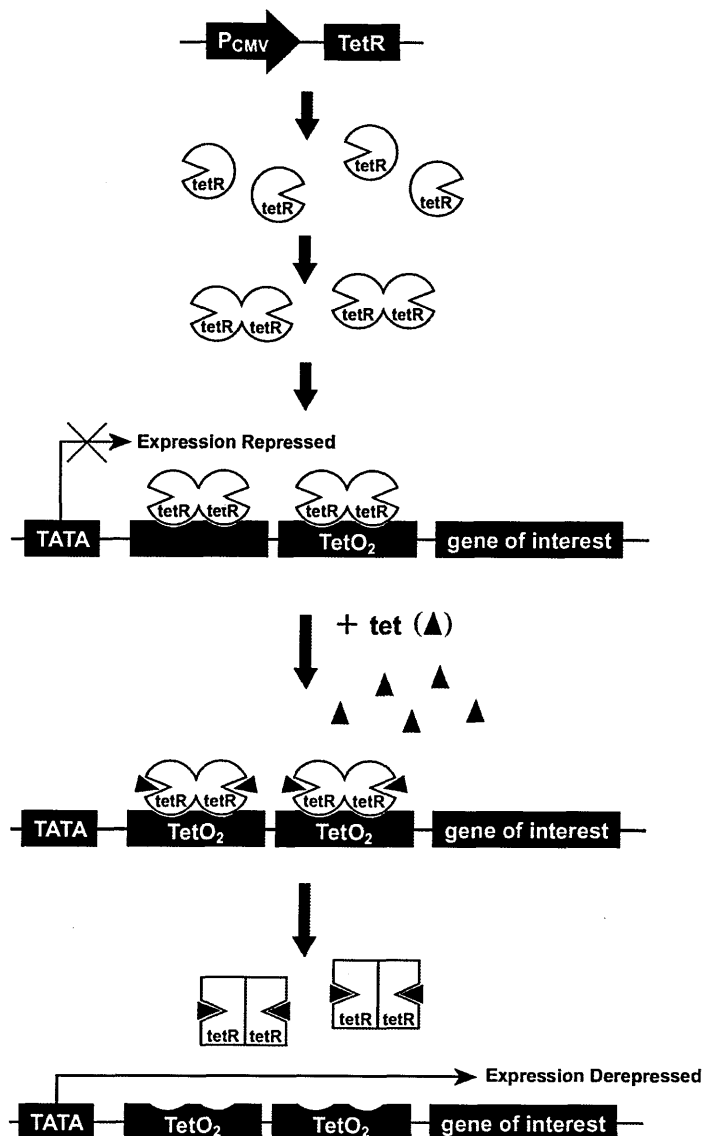 PCMV TetR
tetR
tetR
tetR
tetR
tetR tetR
tetR tetR
Expression Repressed
tetR tetR
tetR tetR
TATA
TetO2
gene of interest
+ tet (▲)
tetR tetR
tetR tetR
TATA TetO2 TetO2 gene of interest
tetR tetR
tetR tetR
Expression Derepressed
TATA TetO2 TetO2 gene of interest